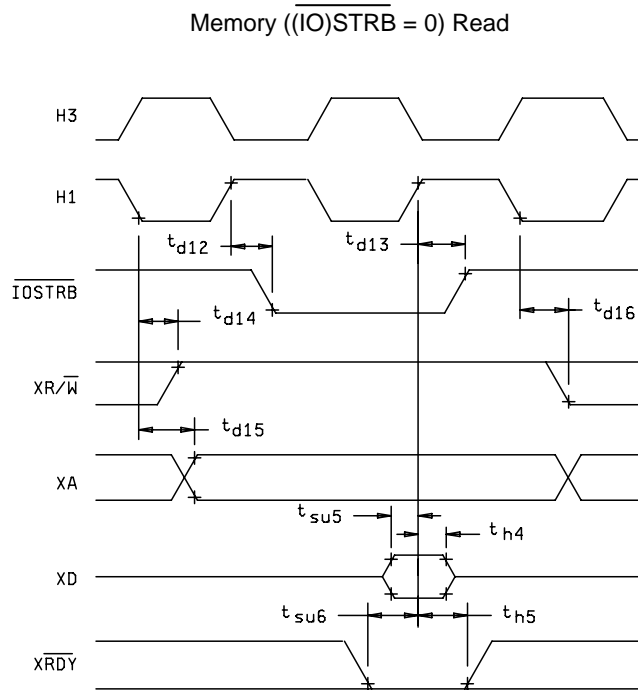 Memory ((IO)STRB = 0) Read
H3
H1
td12
td13
IOSTRB
td14
td16
XR/W
td15
XA
tsu5
th4
XD
tsu6
th5
XRDY